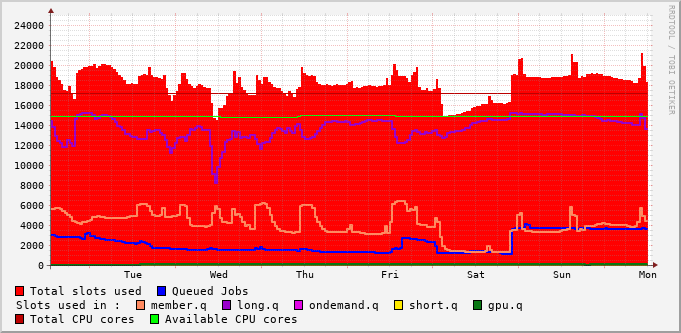 RRDTOOL / TOBI OETIKER
24000
22000
20000
18000
16000
14000
12000
10000
8000
6000
4000
2000
0
Tue Wed Thu Fri Sat Sun Mon
Total slots used Queued Jobs
Slots used in : member.q long.q ondemand.q short.q gpu.q
Total CPU cores Available CPU cores